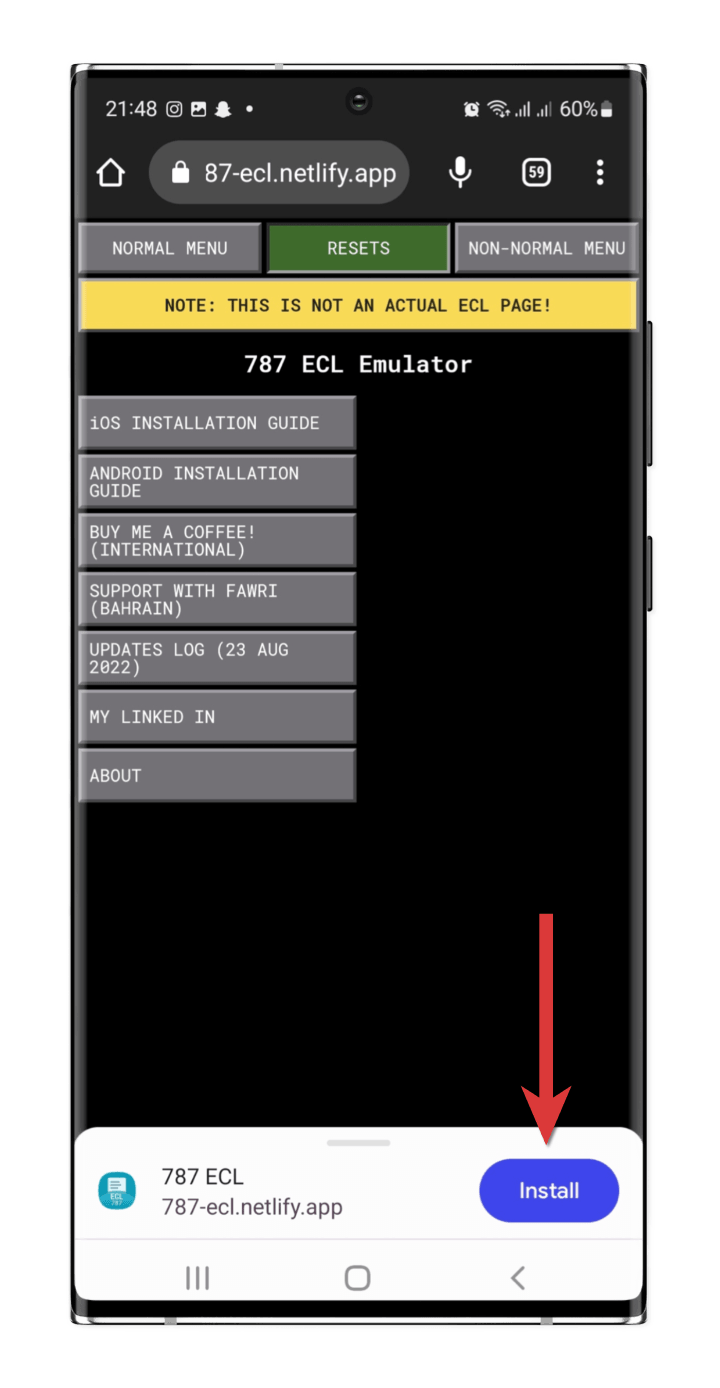 21:48
60%
87-ecl.netlify.app
59
NORMAL MENU
RESETS
NON-NORMAL MENU
NOTE: THIS IS NOT AN ACTUAL ECL PAGE!
787 ECL Emulator
iOS INSTALLATION GUIDE
ANDROID INSTALLATION
GUIDE
BUY ME A COFFEE!
(INTERNATIONAL)
SUPPORT WITH FAWRI
(BAHRAIN)
UPDATES LOG (23 AUG
2022)
MY LINKED IN
ABOUT
ECL
787
787 ECL
787-ecl.netlify.app
Install